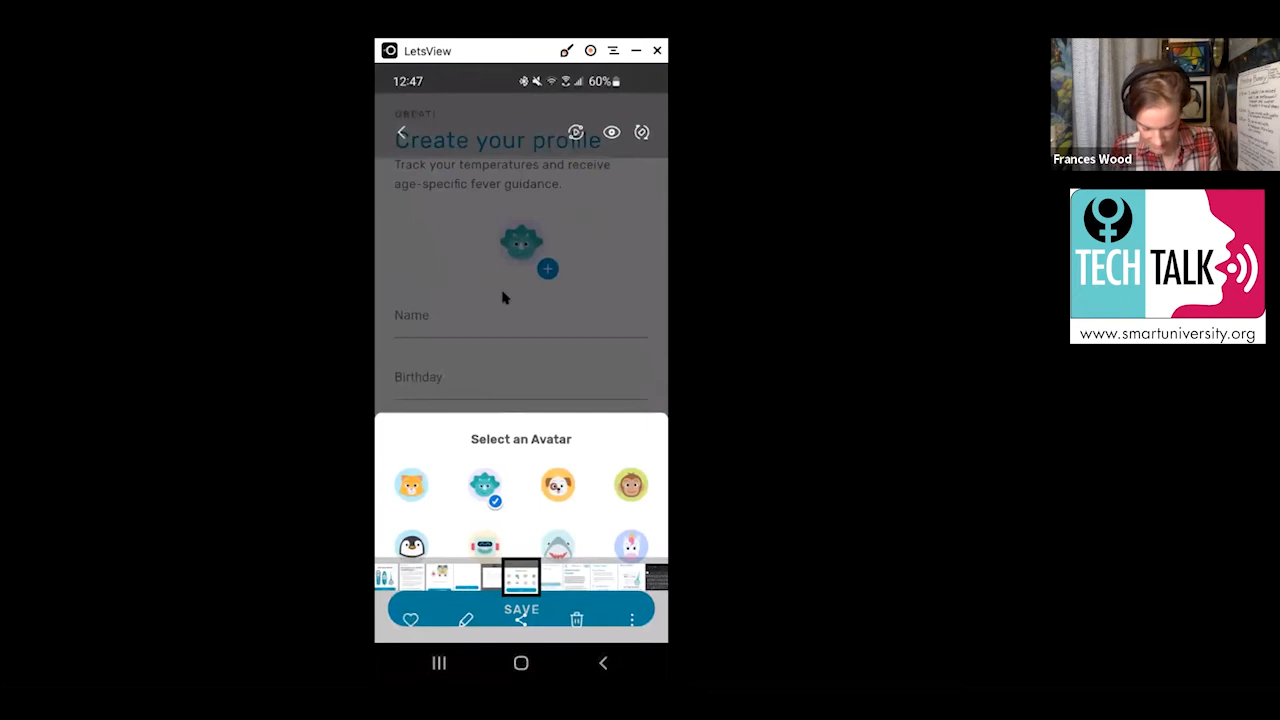 LetsView
12:47
60%
GREAT!
Create your profile
Track your temperatures and receive
age-specific fever guidance.
Name
Birthday
Select an Avatar
SAVE
Frances Wood
TECH TALK
www.smartuniversity.org